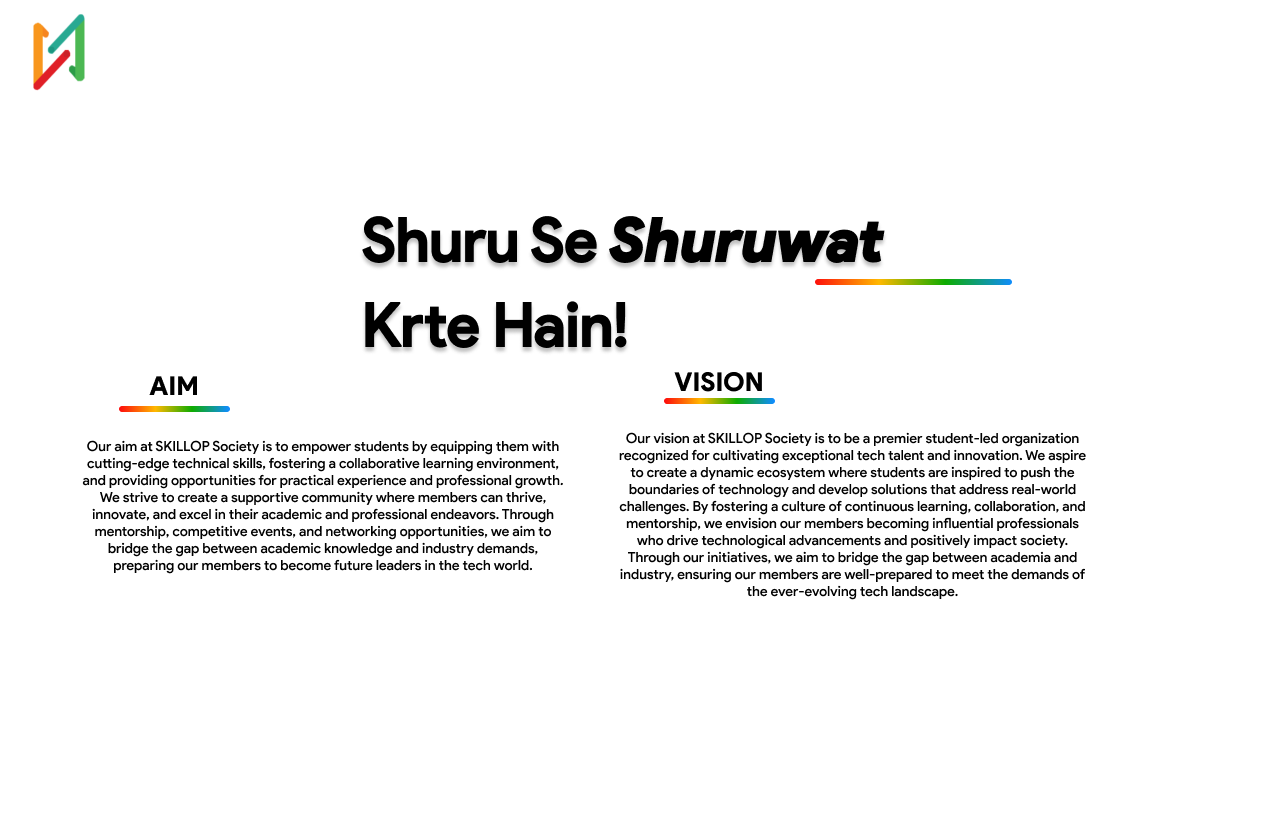 Shuru Se Shuruwat
Krte Hain!
AIM
Our aim at SKILLOP Society is to empower students by equipping them with
cutting-edge technical skills, fostering a collaborative learning environment,
and providing opportunities for practical experience and professional growth.
We strive to create a supportive community where members can thrive,
innovate, and excel in their academic and professional endeavors. Through
mentorship, competitive events, and networking opportunities, we aim to
bridge the gap between academic knowledge and industry demands,
preparing our members to become future leaders in the tech world.
VISION
Our vision at SKILLOP Society is to be a premier student-led organization
recognized for cultivating exceptional tech talent and innovation. We aspire
to create a dynamic ecosystem where students are inspired to push the
boundaries of technology and develop solutions that address real-world
challenges. By fostering a culture of continuous learning, collaboration, and
mentorship, we envision our members becoming influential professionals
who drive technological advancements and positively impact society.
Through our initiatives, we aim to bridge the gap between academia and
industry, ensuring our members are well-prepared to meet the demands of
the ever-evolving tech landscape.